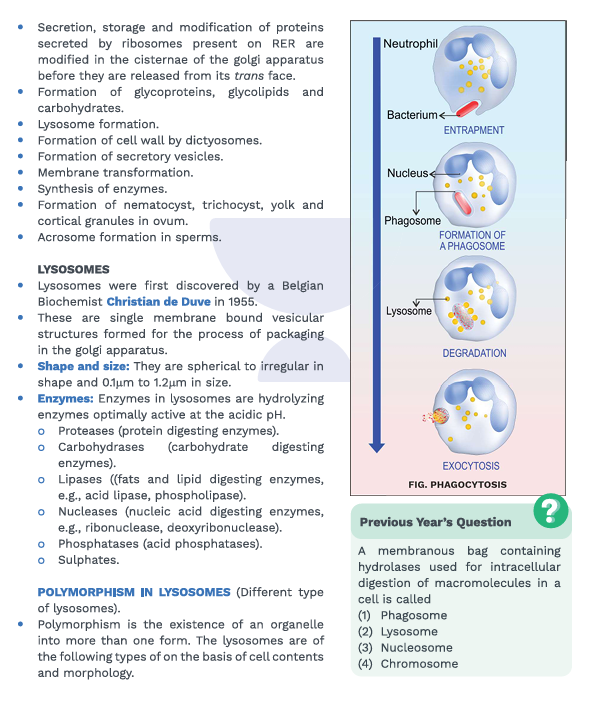 • Secretion, storage and modification of proteins
secreted by ribosomes present on RER are
modified in the cisternae of the golgi apparatus
before they are released from its trans face.
• Formation of glycoproteins, glycolipids and
carbohydrates.
• Lysosome formation.
• Formation of cell wall by dictyosomes.
• Formation of secretory vesicles.
• Membrane transformation.
• Synthesis of enzymes.
• Formation of nematocyst, trichocyst, yolk and
cortical granules in ovum.
• Acrosome formation in sperms.
LYSOSOMES
• Lysosomes were first discovered by a Belgian
Biochemist Christian de Duve in 1955.
• These are single membrane bound vesicular
structures formed for the process of packaging
in the golgi apparatus.
• Shape and size: They are spherical to irregular in
shape and 0.1μm to 1.2μm in size.
• Enzymes: Enzymes in lysosomes are hydrolyzing
enzymes optimally active at the acidic pH.
o Proteases (protein digesting enzymes).
o Carbohydrases (carbohydrate digesting
enzymes).
o Lipases ((fats and lipid digesting enzymes,
e.g., acid lipase, phospholipase).
o Nucleases (nucleic acid digesting enzymes,
e.g., ribonuclease, deoxyribonuclease).
o Phosphatases (acid phosphatases).
o Sulphates.
POLYMORPHISM IN LYSOSOMES (Different type
of lysosomes).
• Polymorphism is the existence of an organelle
into more than one form. The lysosomes are of
the following types of on the basis of cell contents
and morphology.
Neutrophil
Bacterium
ENTRAPMENT
Nucleus
Phagosome
FORMATION OF
A PHAGOSOME
Lysosome
DEGRADATION
EXOCYTOSIS
FIG. PHAGOCYTOSIS
Previous Year's Question
?
A membranous bag containing
hydrolases used for intracellular
digestion of macromolecules in a
cell is called
(1) Phagosome
(2) Lysosome
(3) Nucleosome
(4) Chromosome